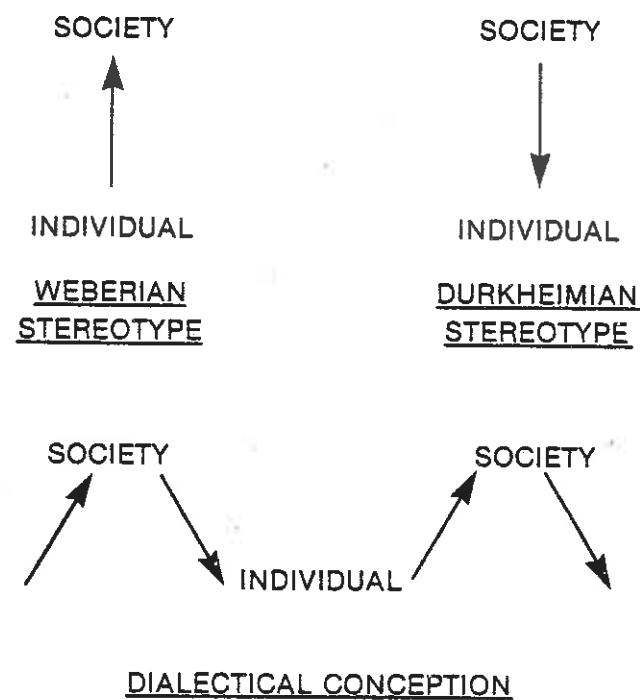 SOCIETY
INDIVIDUAL
WEBERIAN
STEREOTYPE
SOCIETY
INDIVIDUAL
DURKHEIMIAN
STEREOTYPE
SOCIETY
INDIVIDUAL
SOCIETY
DIALECTICAL CONCEPTION